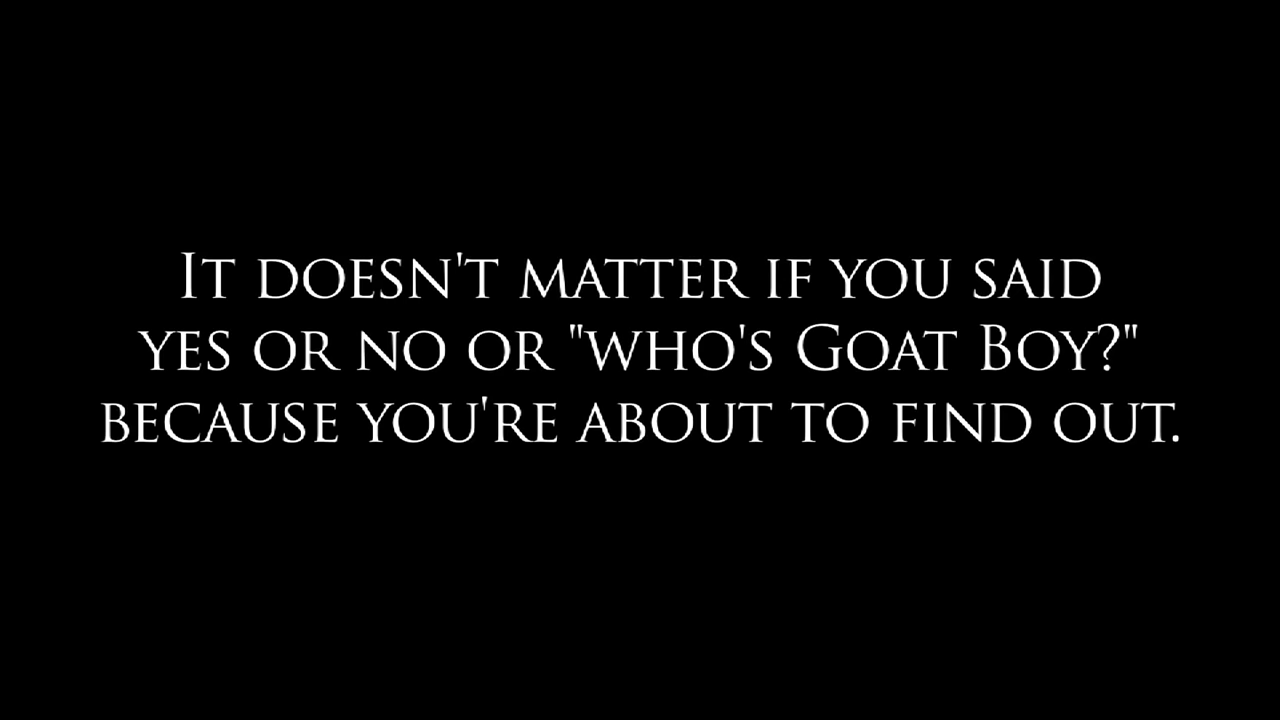 It doesn't matter if you said
yes or no or "who's Goat Boy?"
because you're about to find out.